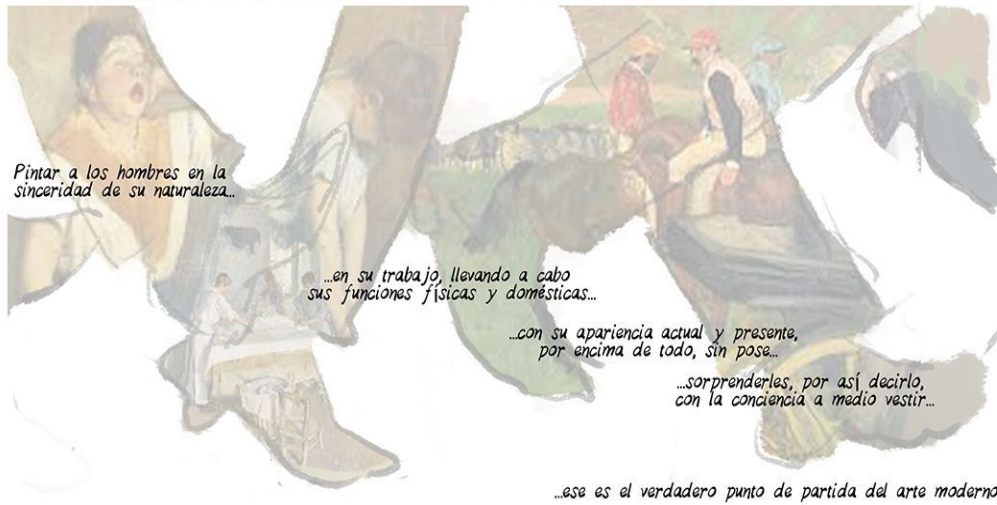 Pintar a los hombres en la
sinceridad de su naturaleza...
...en su trabajo, llevando a cabo
sus funciones físicas y domésticas...
...con su apariencia actual y presente,
por encima de todo, sin pose...
...sorprenderles, por así decirlo,
con la conciencia a medio vestir...
...ese es el verdadero punto de partida del arte moderno